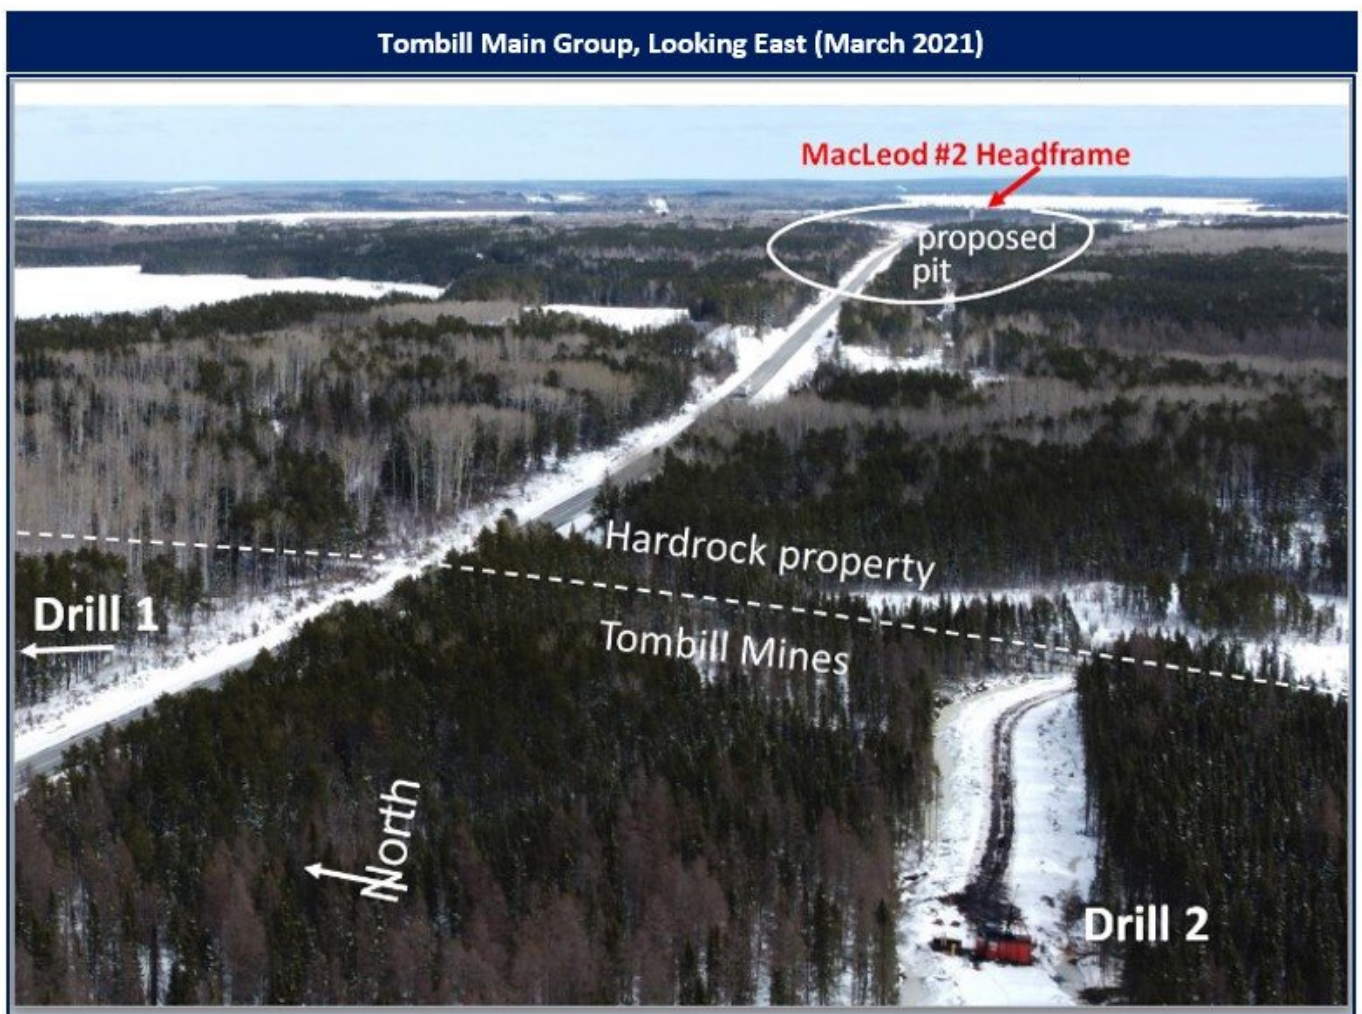 Tombill Main Group, Looking East (March 2021)
MacLeod #2 Headframe
proposed
pit
Hardrock property
Drill 1
Tombill Mines
North
Drill 2